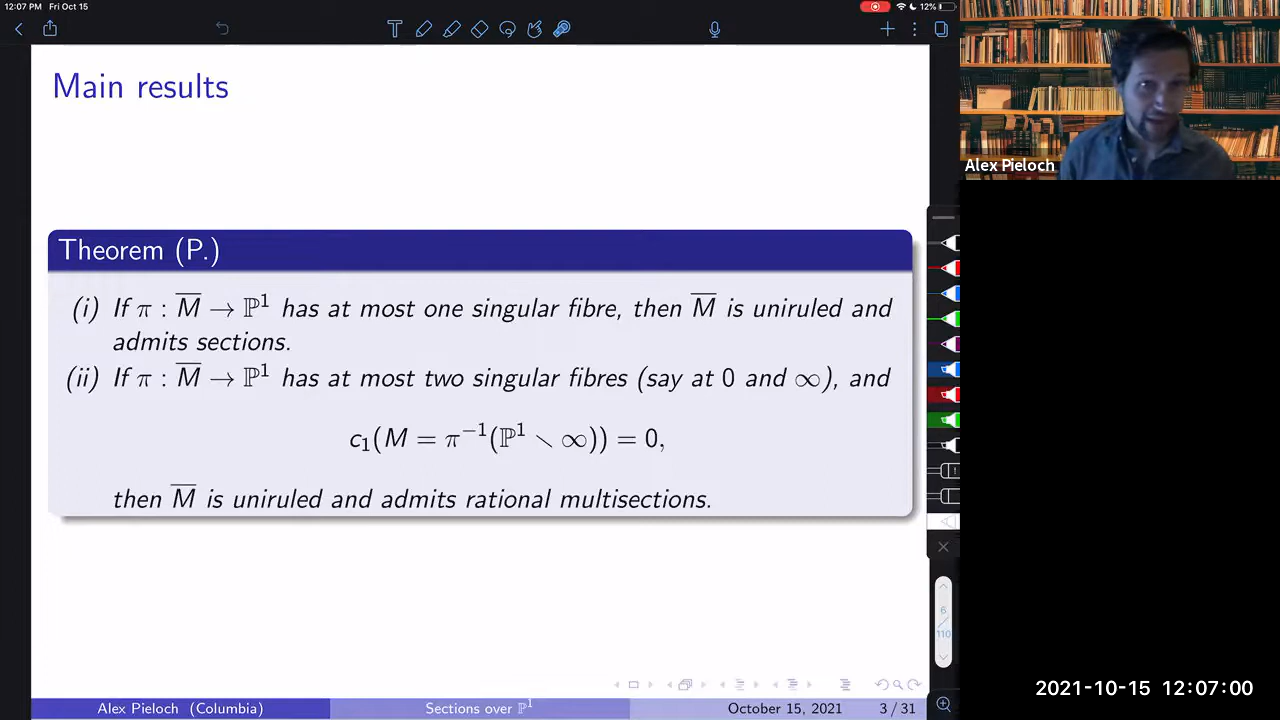 12:07 PM Fri Oct 15
12%
Main results
Alex Pieloch
Theorem (P.)
(i) If π : M̅ → ℙ¹ has at most one singular fibre, then M̅ is uniruled and
admits sections.
(ii) If π : M̅ → ℙ¹ has at most two singular fibres (say at 0 and ∞), and
c₁(M = π⁻¹(ℙ¹ ∖ ∞)) = 0,
then M̅ is uniruled and admits rational multisections.
6
110
2021-10-15 12:07:00
Alex Pieloch (Columbia)
Sections over ℙ¹
October 15, 2021
3 / 31